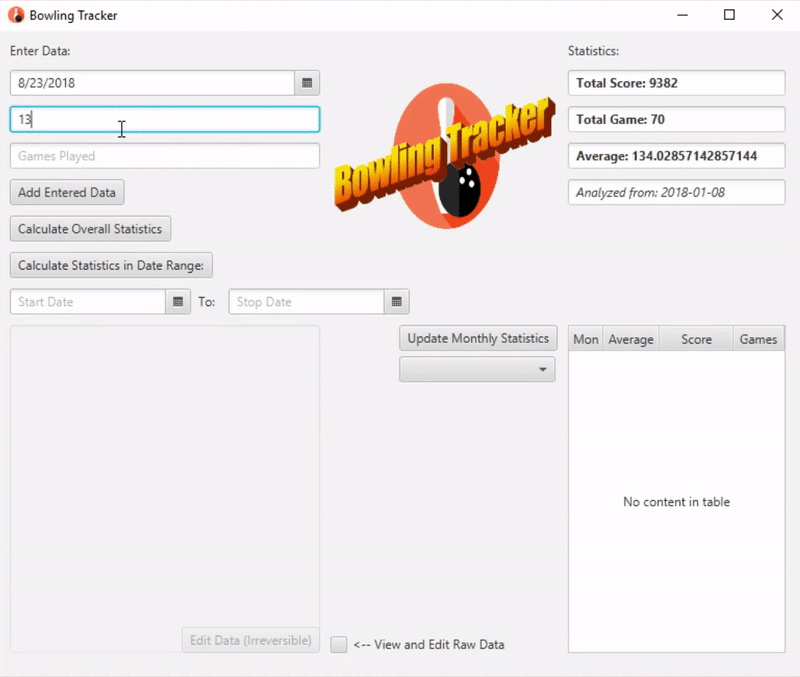 Bowling Tracker
Enter Data:
8/23/2018
13
Games Played
Add Entered Data
Calculate Overall Statistics
Calculate Statistics in Date Range:
Start Date To: Stop Date
Bowling Tracker
Statistics:
Total Score: 9382
Total Game: 70
Average: 134.02857142857144
Analyzed from: 2018-01-08
Update Monthly Statistics
Mon Average Score Games
No content in table
Edit Data (Irreversible)
<-- View and Edit Raw Data